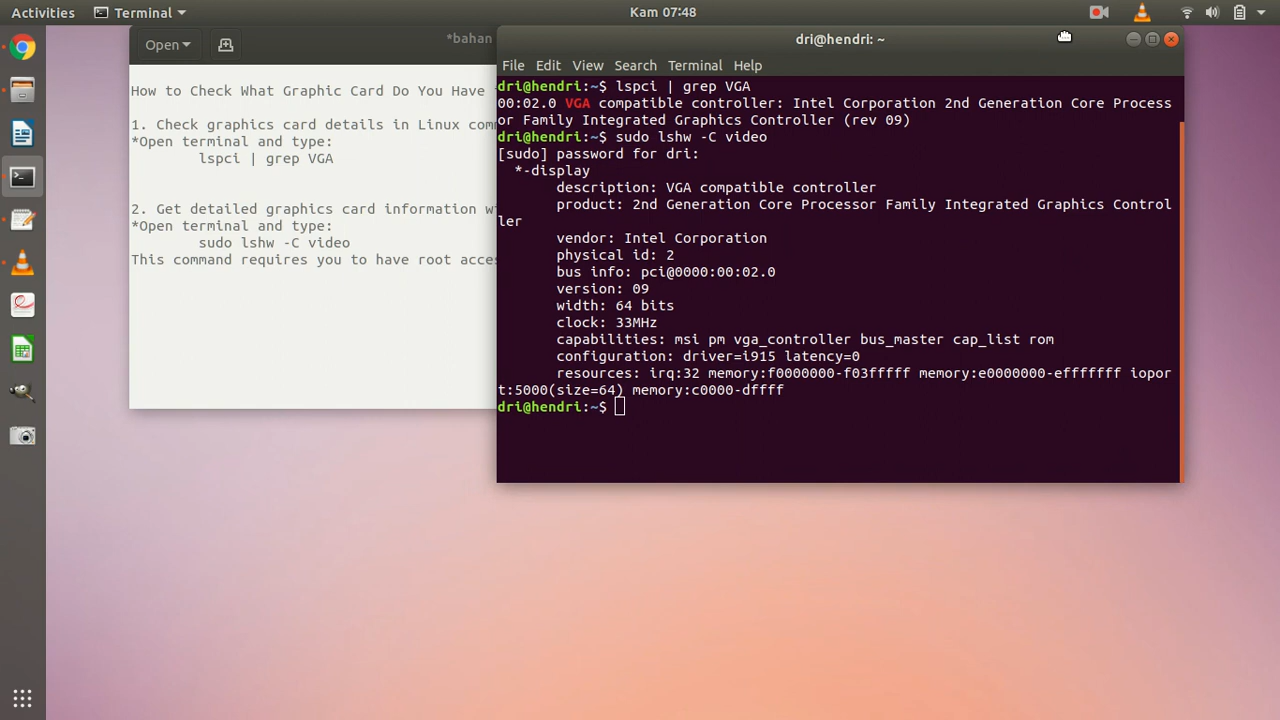 Activities
Terminal
Kam 07:48
Open
*bahan
How to Check What Graphic Card Do You Have
1. Check graphics card details in Linux com
*Open terminal and type:
lspci | grep VGA
2. Get detailed graphics card information w
*Open terminal and type:
sudo lshw -C video
This command requires you to have root acce
dri@hendri: ~
File Edit View Search Terminal Help
dri@hendri:~$ lspci | grep VGA
00:02.0 VGA compatible controller: Intel Corporation 2nd Generation Core Process
or Family Integrated Graphics Controller (rev 09)
dri@hendri:~$ sudo lshw -C video
[sudo] password for dri:
*-display
description: VGA compatible controller
product: 2nd Generation Core Processor Family Integrated Graphics Control
ler
vendor: Intel Corporation
physical id: 2
bus info: pci@0000:00:02.0
version: 09
width: 64 bits
clock: 33MHz
capabilities: msi pm vga_controller bus_master cap_list rom
configuration: driver=i915 latency=0
resources: irq:32 memory:f0000000-f03fffff memory:e0000000-efffffff iopor
t:5000(size=64) memory:c0000-dffff
dri@hendri:~$